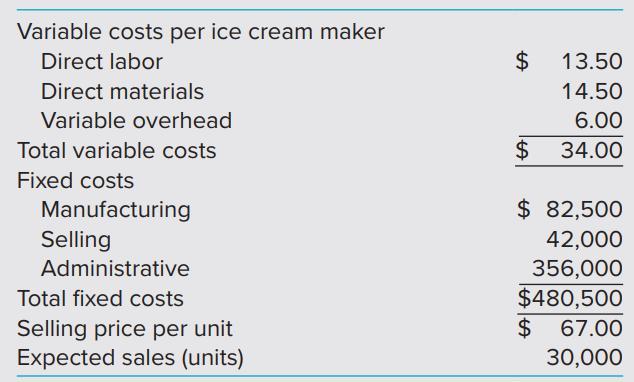 Variable costs per ice cream maker
Direct labor $ 13.50
Direct materials 14.50
Variable overhead 6.00
Total variable costs $ 34.00
Fixed costs
Manufacturing $ 82,500
Selling 42,000
Administrative 356,000
Total fixed costs $480,500
Selling price per unit $ 67.00
Expected sales (units) 30,000